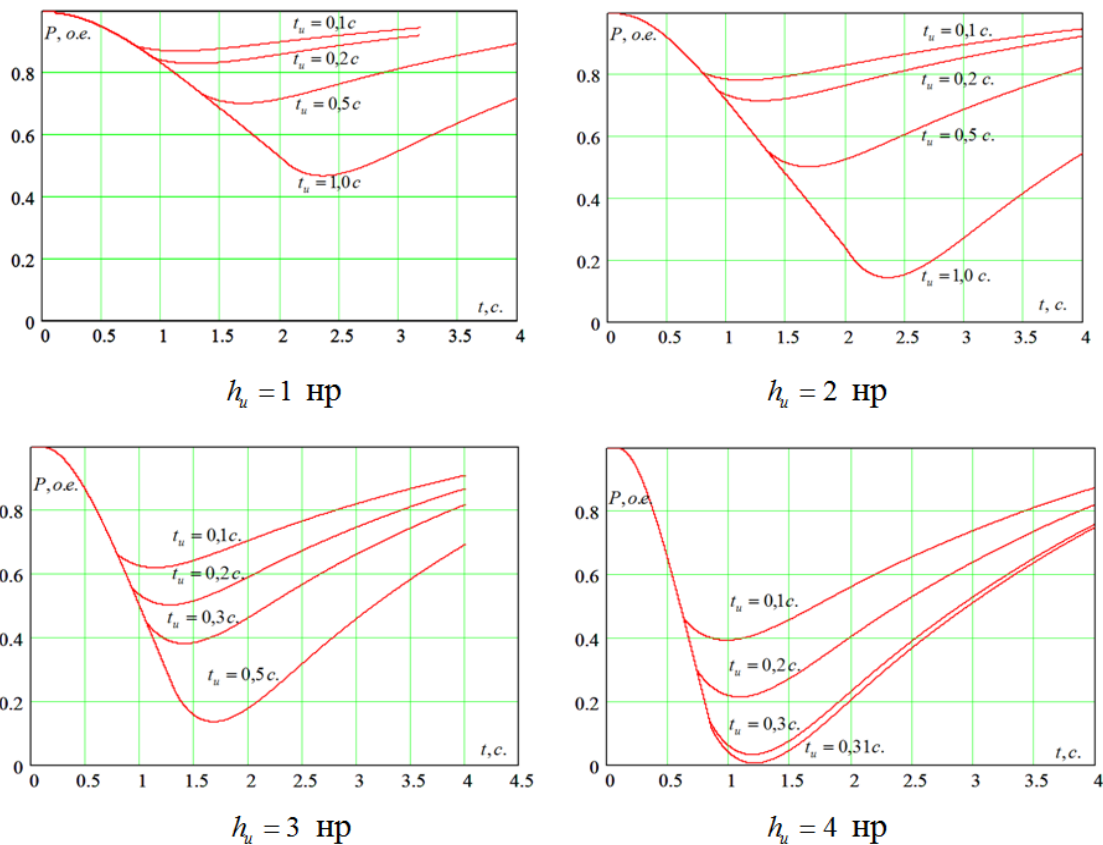 P, о.е.
t_u = 0,1c
t_u = 0,2c
t_u = 0,5c
t_u = 1,0c
0.8
0.6
0.4
0.2
0
t, c.
0 0.5 1 1.5 2 2.5 3 3.5 4
h_u = 1 нр
P, о.е.
t_u = 0,1c.
t_u = 0,2 c.
t_u = 0,5 c.
t_u = 1,0 c.
0.8
0.6
0.4
0.2
0
t, c.
0 0.5 1 1.5 2 2.5 3 3.5 4
h_u = 2 нр
P, о.е.
t_u = 0,1c.
t_u = 0,2c.
t_u = 0,3c.
t_u = 0,5c.
0.8
0.6
0.4
0.2
0
t, c.
0 0.5 1 1.5 2 2.5 3 3.5 4 4.5
h_u = 3 нр
P, о.е.
t_u = 0,1c.
t_u = 0,2c.
t_u = 0,3c.
t_u = 0,31c.
0.8
0.6
0.4
0.2
0
t, c.
0 0.5 1 1.5 2 2.5 3 3.5 4
h_u = 4 нр